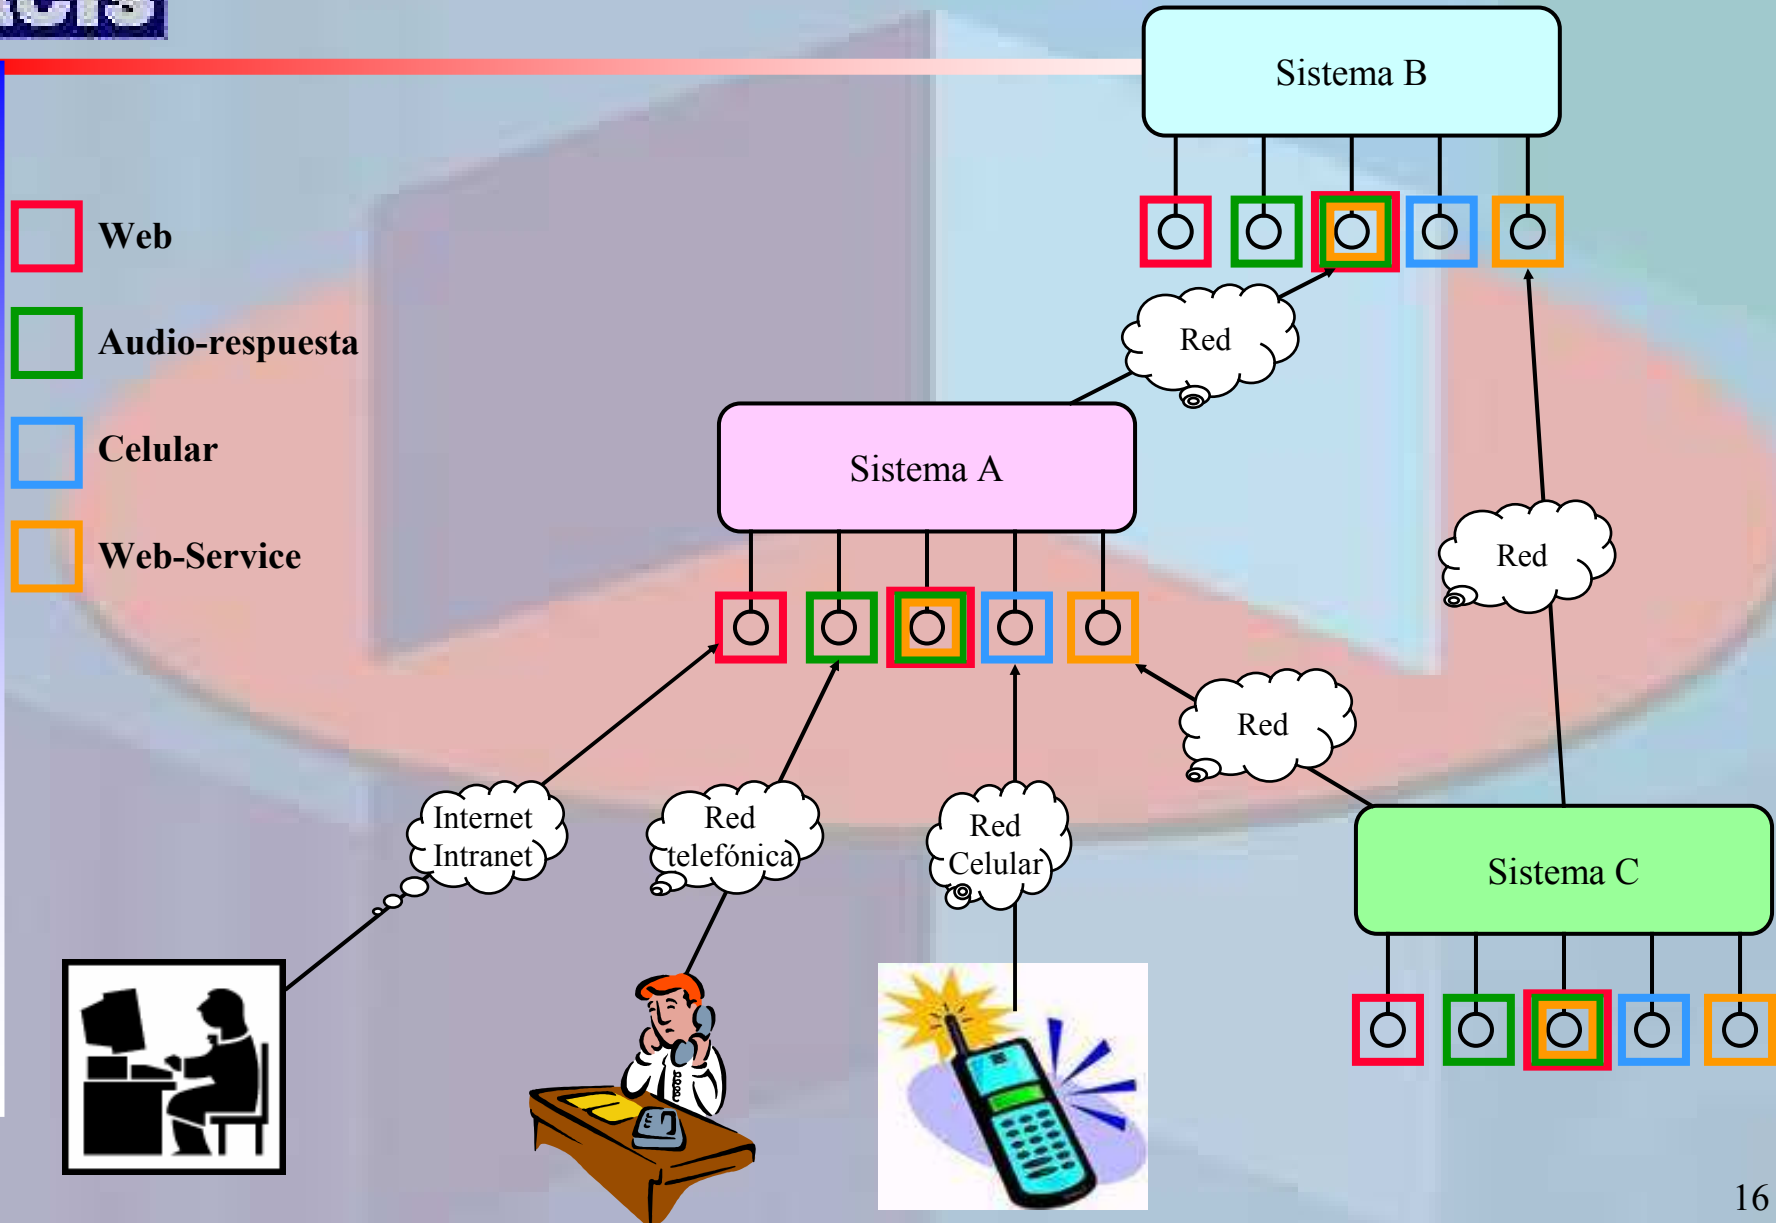 Sistema B
Web
Audio-respuesta
Celular
Web-Service
Red
Sistema A
Red
Red
Internet
Intranet
Red
telefónica
Red
Celular
Sistema C
16